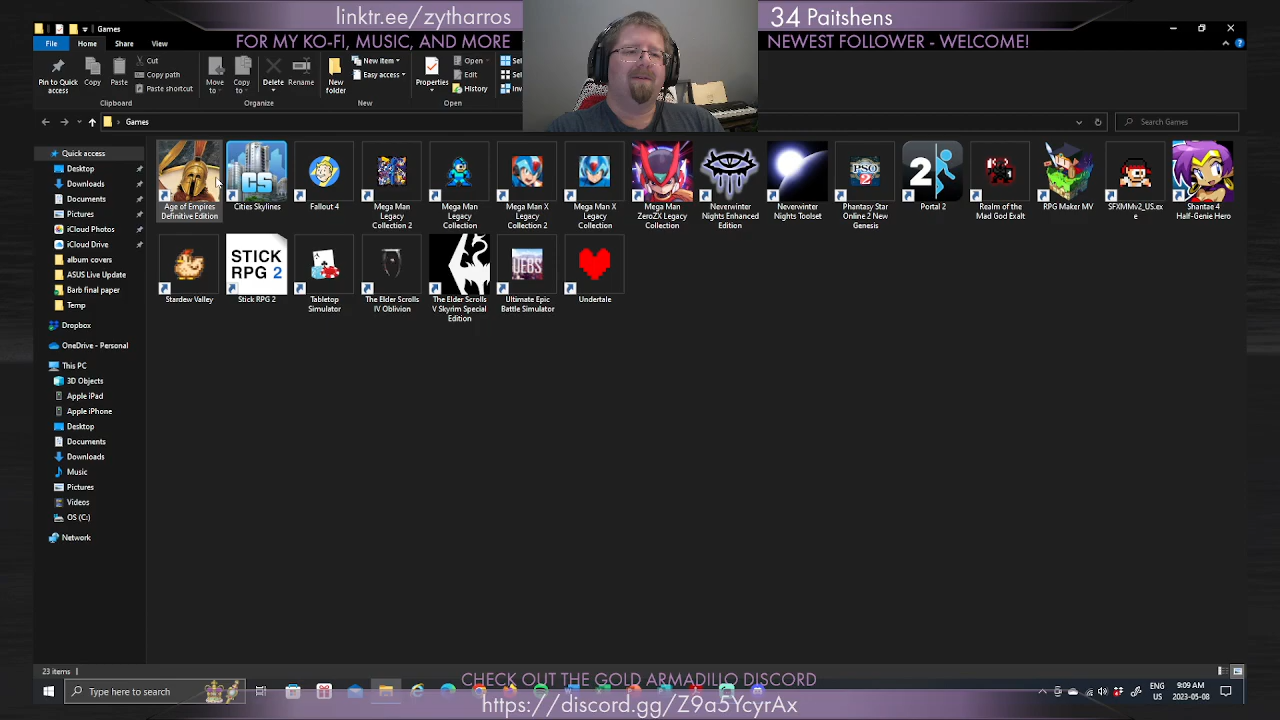 linktr.ee/zytharros
34 Paitshens
FOR MY KO-FI, MUSIC, AND MORE
NEWEST FOLLOWER - WELCOME!
Games
File
Home
Share
View
Pin to Quick access
Copy
Paste
Cut
Copy path
Paste shortcut
Clipboard
Move to
Copy to
Delete
Rename
Organize
New folder
New item
Easy access
New
Properties
Open
Edit
History
Open
Games
Search Games
Quick access
Desktop
Downloads
Documents
Pictures
iCloud Photos
iCloud Drive
album covers
ASUS Live Update
Barb final paper
Temp
Dropbox
OneDrive - Personal
This PC
3D Objects
Apple iPad
Apple iPhone
Desktop
Documents
Downloads
Music
Pictures
Videos
OS (C:)
Network
Age of Empires Definitive Edition
CS
Cities Skylines
Fallout 4
Mega Man Legacy Collection 2
Mega Man Legacy Collection
Mega Man X Legacy Collection 2
Mega Man X Legacy Collection
Mega Man ZeroZX Legacy Collection
Neverwinter Nights Enhanced Edition
Neverwinter Nights Toolset
PSO 2
Phantasy Star Online 2 New Genesis
2
Portal 2
Realm of the Mad God Exalt
RPG Maker MV
SFXMMv2_US.exe
Shantae 4 Half-Genie Hero
Stardew Valley
STICK RPG 2
Stick RPG 2
Tabletop Simulator
The Elder Scrolls IV Oblivion
The Elder Scrolls V Skyrim Special Edition
UEBS
Ultimate Epic Battle Simulator
Undertale
23 items
CHECK OUT THE GOLD ARMADILLO DISCORD
https://discord.gg/Z9a5YcyrAx
Type here to search
ENG
US
9:09 AM
2023-05-08